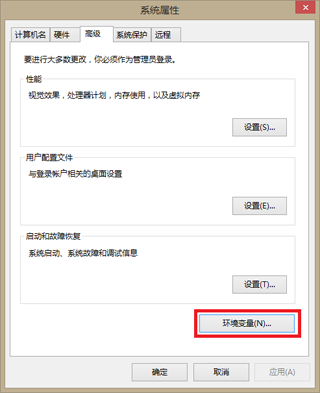 系统属性
计算机名 硬件 高级 系统保护 远程
要进行大多数更改，你必须作为管理员登录。
性能
视觉效果，处理器计划，内存使用，以及虚拟内存
设置(S)...
用户配置文件
与登录帐户相关的桌面设置
设置(E)...
启动和故障恢复
系统启动、系统故障和调试信息
设置(T)...
环境变量(N)...
确定 取消 应用(A)